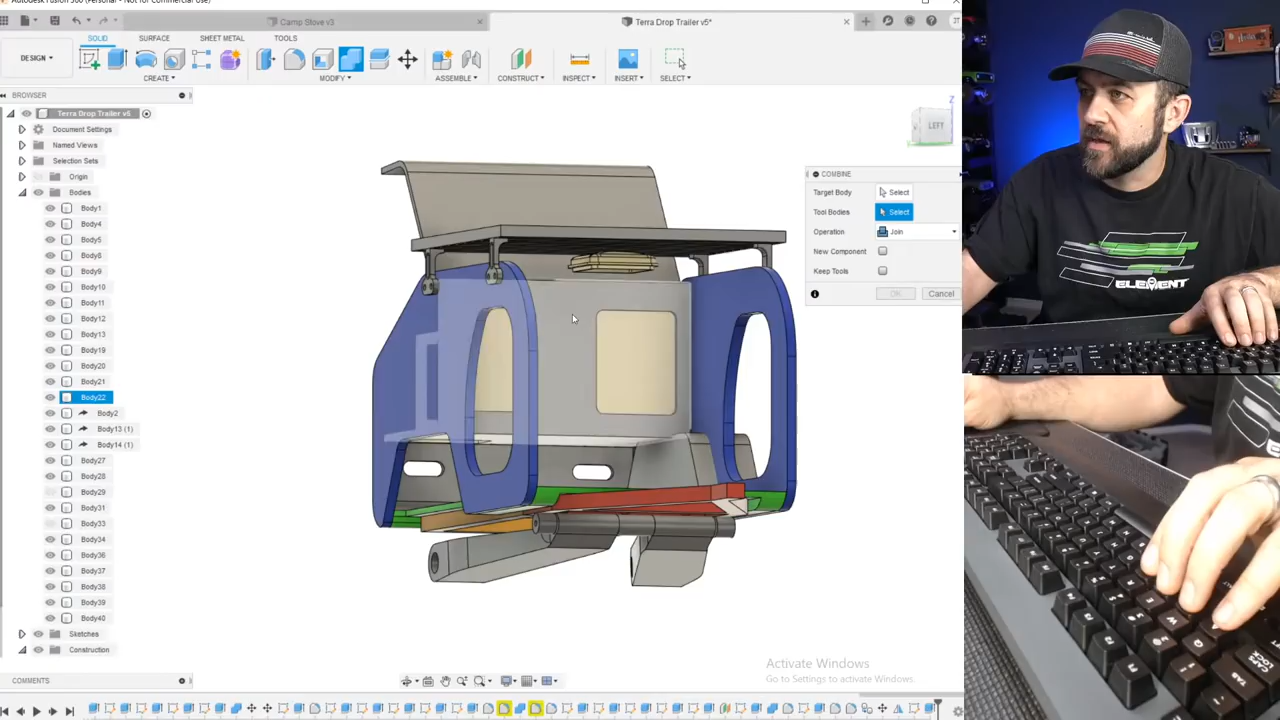 Autodesk Fusion 360 (Personal - Not for Commercial Use)
Camp Stove v3
Terra Drop Trailer v5*
DESIGN
SOLID SURFACE SHEET METAL TOOLS
CREATE MODIFY ASSEMBLE CONSTRUCT INSPECT INSERT SELECT
BROWSER
Terra Drop Trailer v5
Document Settings
Named Views
Selection Sets
Origin
Bodies
Body1
Body4
Body5
Body8
Body9
Body10
Body11
Body12
Body13
Body19
Body20
Body21
Body22
Body2
Body13 (1)
Body14 (1)
Body27
Body28
Body29
Body31
Body33
Body34
Body36
Body37
Body38
Body39
Body40
Sketches
Construction
COMMENTS
Z
LEFT
COMBINE
Target Body Select
Tool Bodies Select
Operation Join
New Component
Keep Tools
OK Cancel
Activate Windows
Go to Settings to activate Windows.
ELEMENT